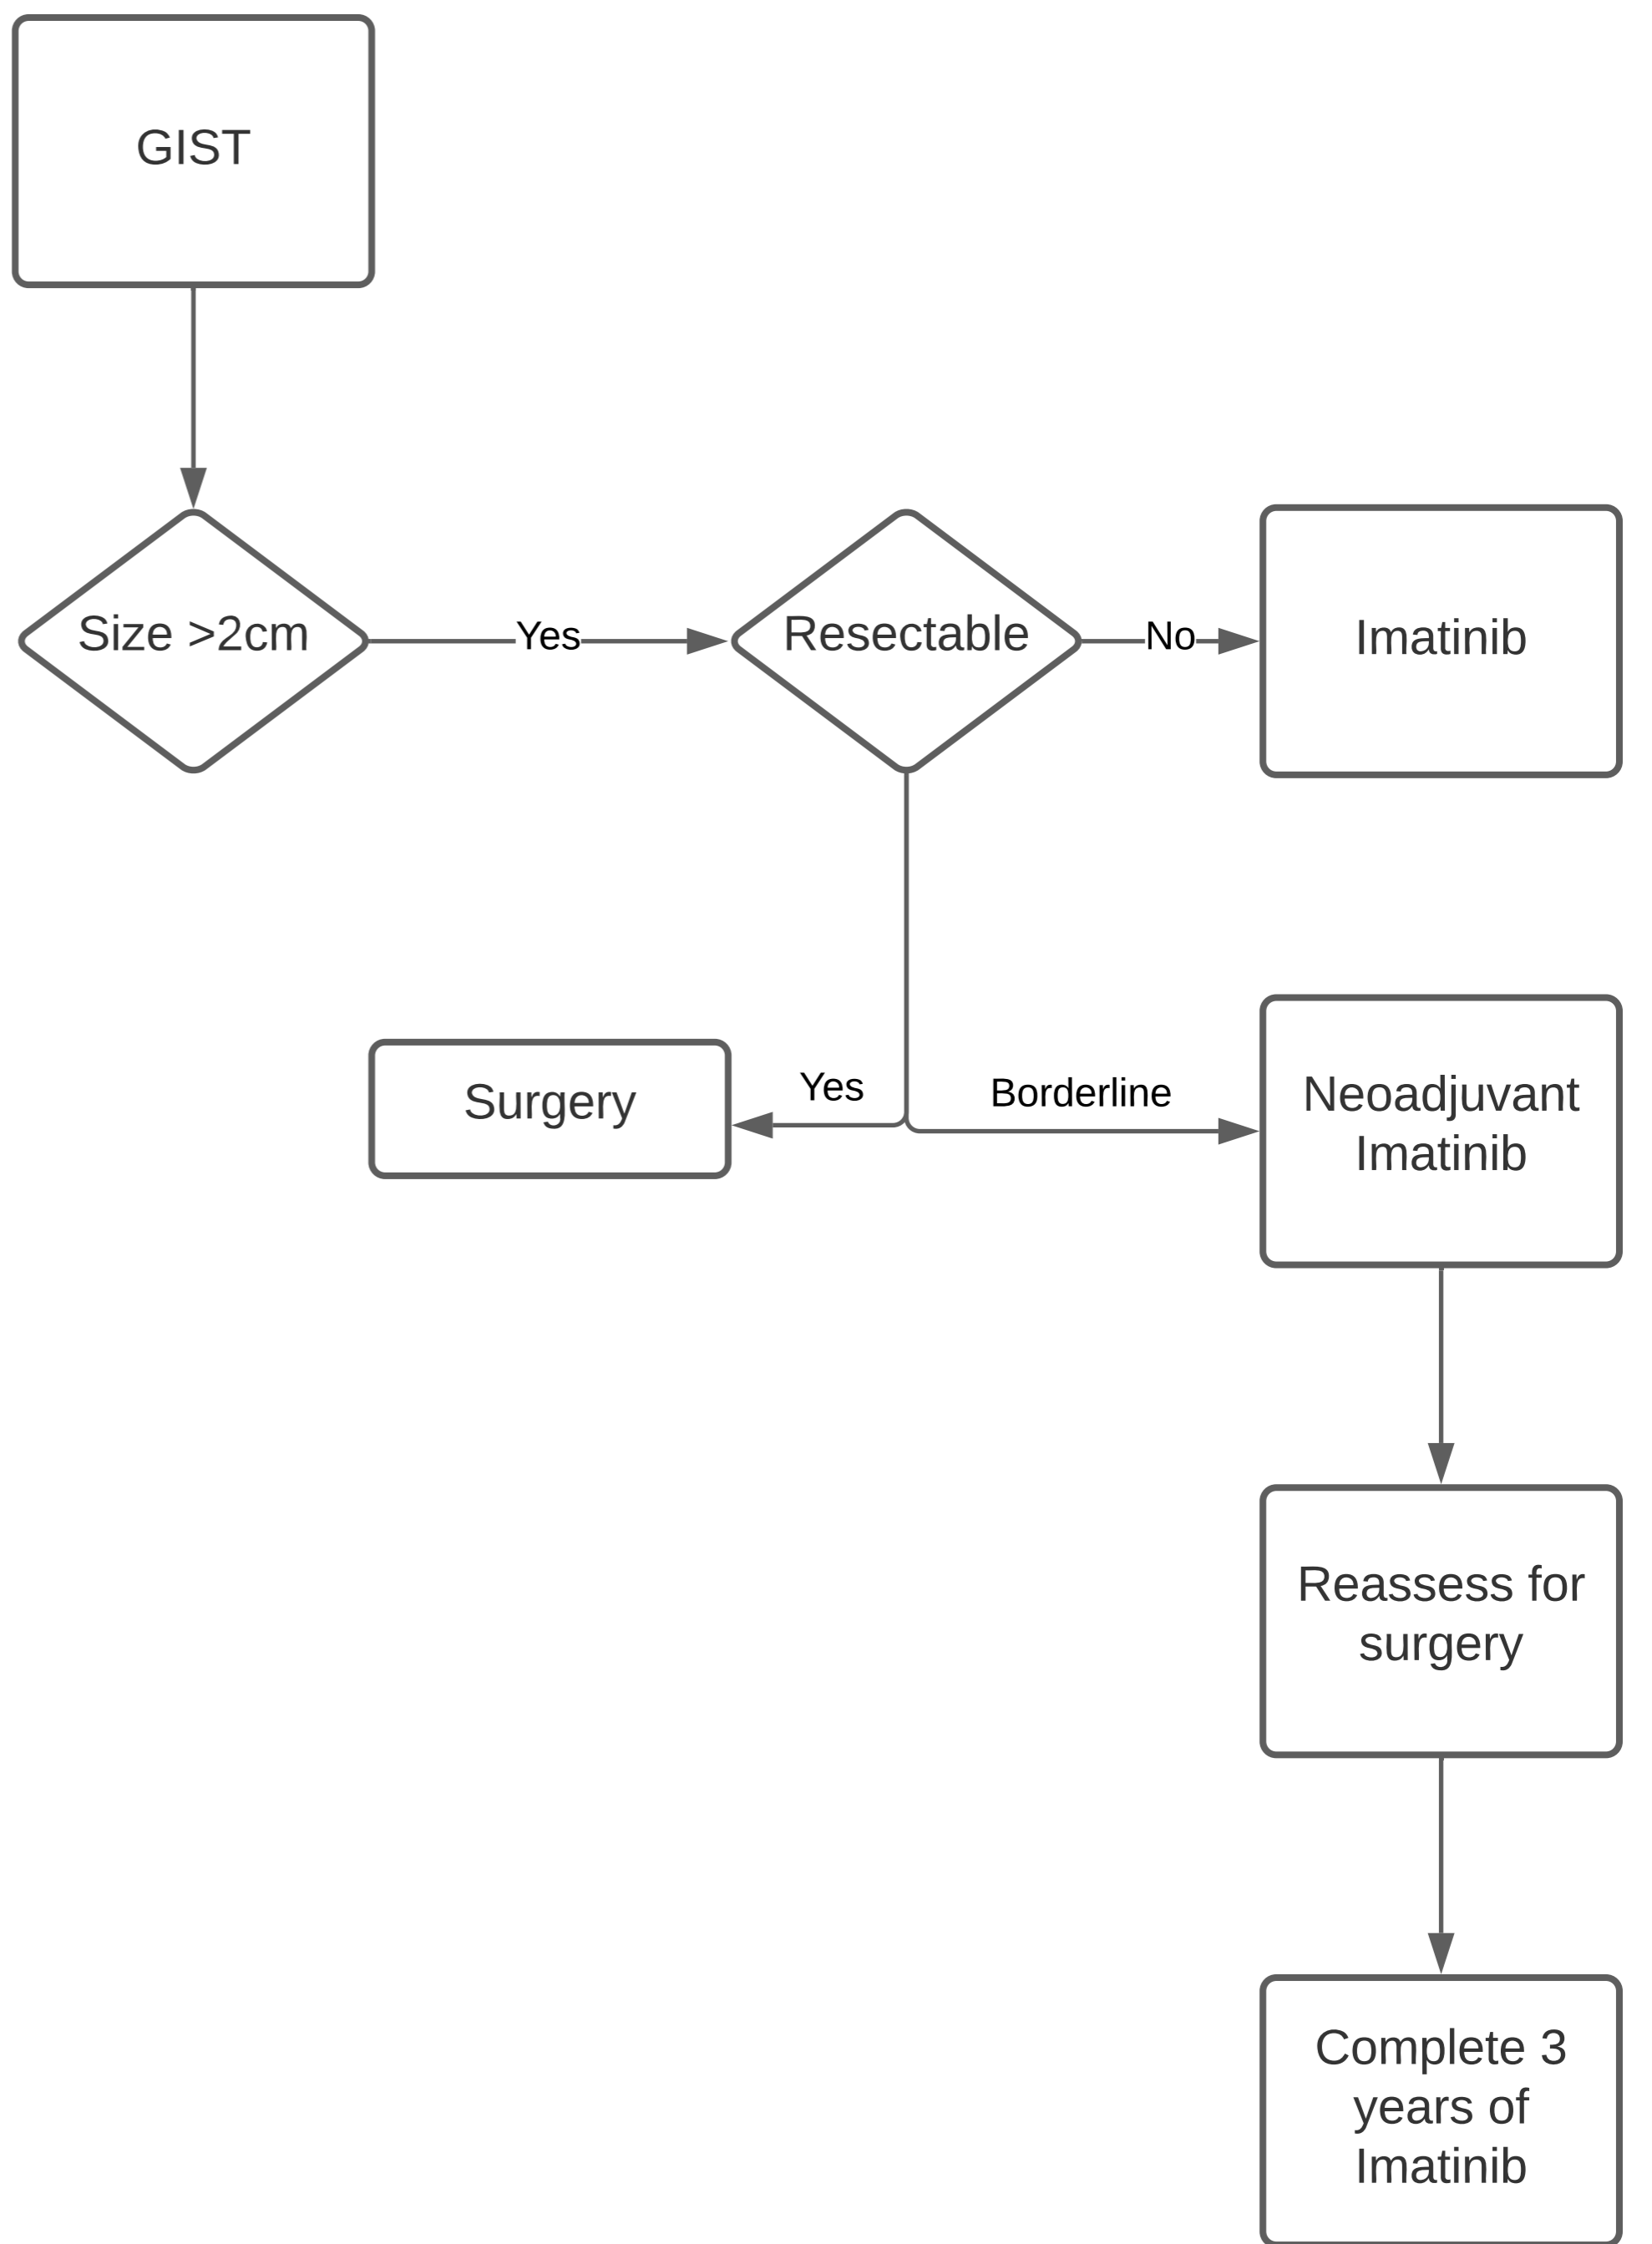 GIST
Size >2cm
Yes
Resectable
No
Imatinib
Surgery
Yes
Borderline
Neoadjuvant
Imatinib
Reassess for
surgery
Complete 3
years of
Imatinib